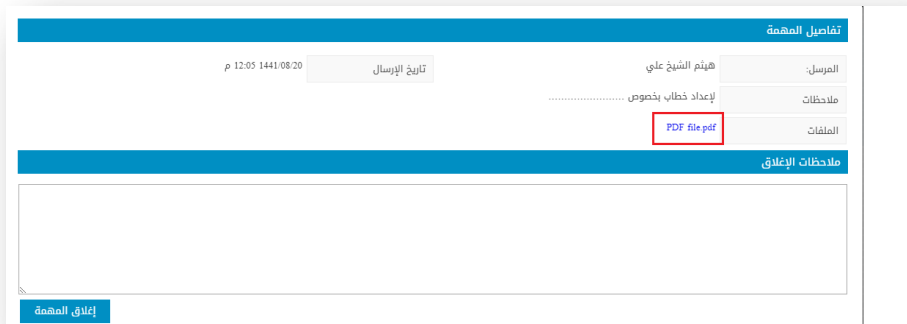 تفاصيل المهمة
المرسل: هيثم الشيخ علي تاريخ الإرسال 1441/08/20 12:05 م
ملاحظات لإعداد خطاب بخصوص ........................
الملفات PDF file.pdf
ملاحظات الإغلاق
إغلاق المهمة